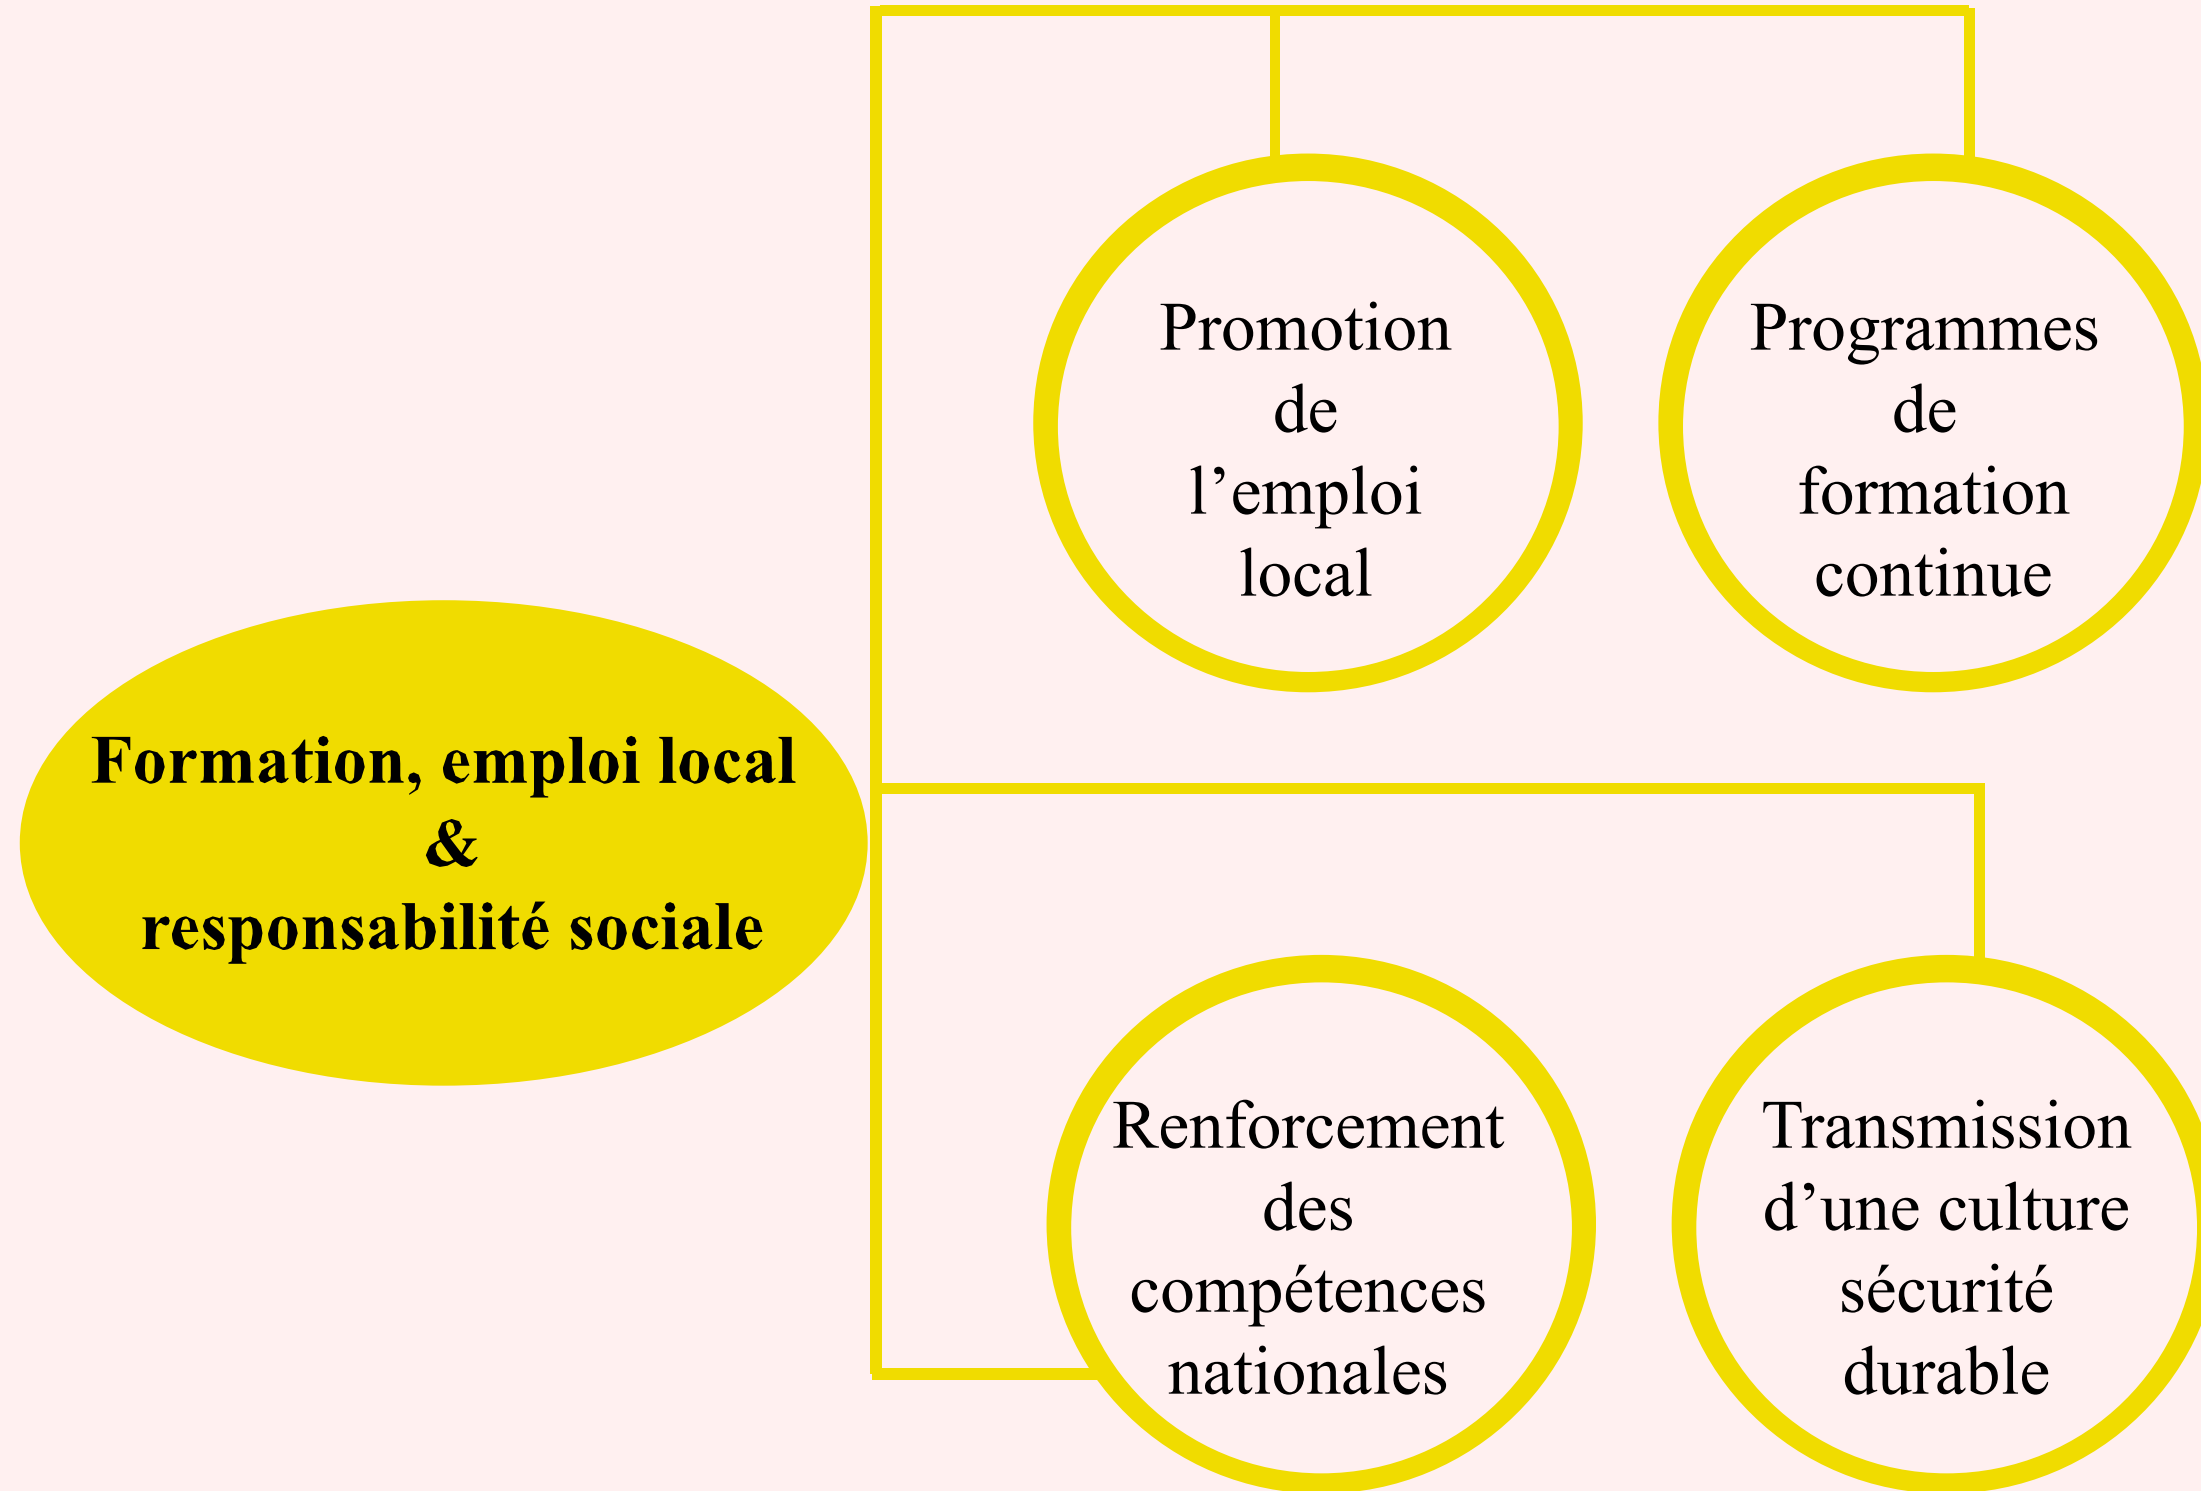 Formation, emploi local
&
responsabilité sociale
Promotion
de
l’emploi
local
Programmes
de
formation
continue
Renforcement
des
compétences
nationales
Transmission
d’une culture
sécurité
durable